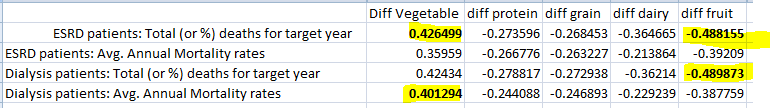 Diff Vegetable diff protein diff grain diff dairy diff fruit
ESRD patients: Total (or %) deaths for target year 0.426499 -0.273596 -0.268453 -0.364665 -0.488155
ESRD patients: Avg. Annual Mortality rates 0.35959 -0.266776 -0.263227 -0.213864 -0.39209
Dialysis patients: Total (or %) deaths for target year 0.42434 -0.278817 -0.272938 -0.36214 -0.489873
Dialysis patients: Avg. Annual Mortality rates 0.401294 -0.244088 -0.246893 -0.229239 -0.387759